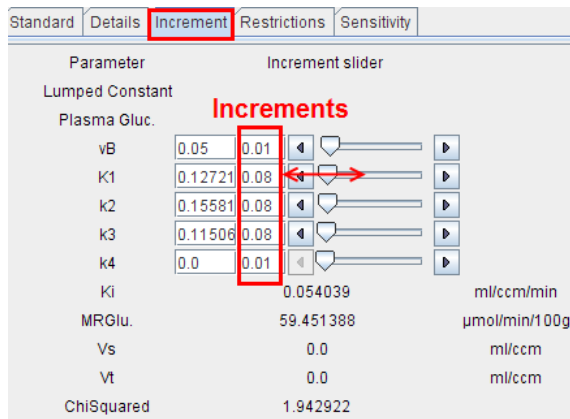 Standard Details Increment Restrictions Sensitivity
Parameter Increment slider
Lumped Constant
Increments
Plasma Gluc.
vB 0.05 0.01
K1 0.12721 0.08
k2 0.15581 0.08
k3 0.11506 0.08
k4 0.0 0.01
Ki 0.054039 ml/ccm/min
MRGlu. 59.451388 µmol/min/100g
Vs 0.0 ml/ccm
Vt 0.0 ml/ccm
ChiSquared 1.942922